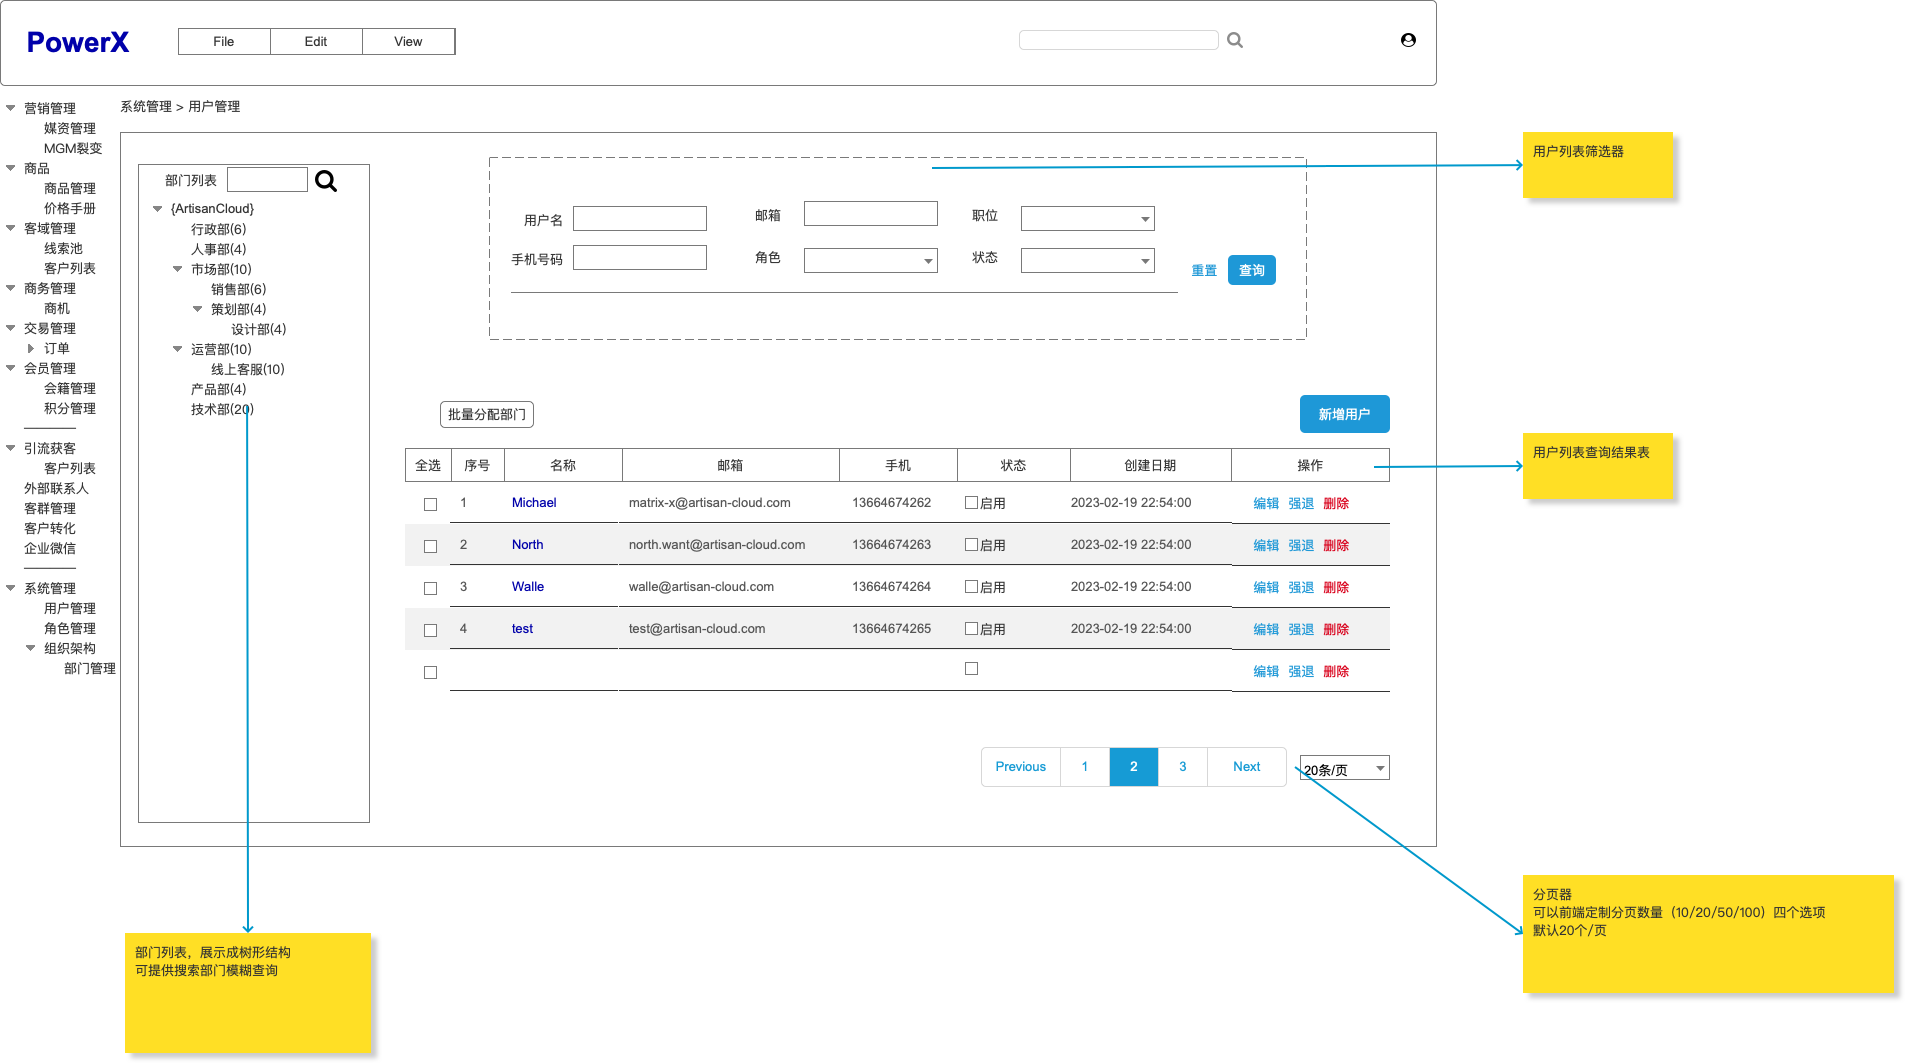 PowerX
File
Edit
View
营销管理
媒资管理
MGM裂变
商品
商品管理
价格手册
客域管理
线索池
客户列表
商务管理
商机
交易管理
订单
会员管理
会籍管理
积分管理
引流获客
客户列表
外部联系人
客群管理
客户转化
企业微信
系统管理
用户管理
角色管理
组织架构
部门管理
系统管理 > 用户管理
部门列表
{ArtisanCloud}
行政部(6)
人事部(4)
市场部(10)
销售部(6)
策划部(4)
设计部(4)
运营部(10)
线上客服(10)
产品部(4)
技术部(20)
用户名
邮箱
职位
手机号码
角色
状态
重置
查询
批量分配部门
新增用户
全选 序号 名称 邮箱 手机 状态 创建日期 操作
1 Michael matrix-x@artisan-cloud.com 13664674262 启用 2023-02-19 22:54:00 编辑 强退 删除
2 North north.want@artisan-cloud.com 13664674263 启用 2023-02-19 22:54:00 编辑 强退 删除
3 Walle walle@artisan-cloud.com 13664674264 启用 2023-02-19 22:54:00 编辑 强退 删除
4 test test@artisan-cloud.com 13664674265 启用 2023-02-19 22:54:00 编辑 强退 删除
编辑 强退 删除
Previous 1 2 3 Next
20条/页
用户列表筛选器
用户列表查询结果表
分页器
可以前端定制分页数量（10/20/50/100）四个选项
默认20个/页
部门列表，展示成树形结构
可提供搜索部门模糊查询